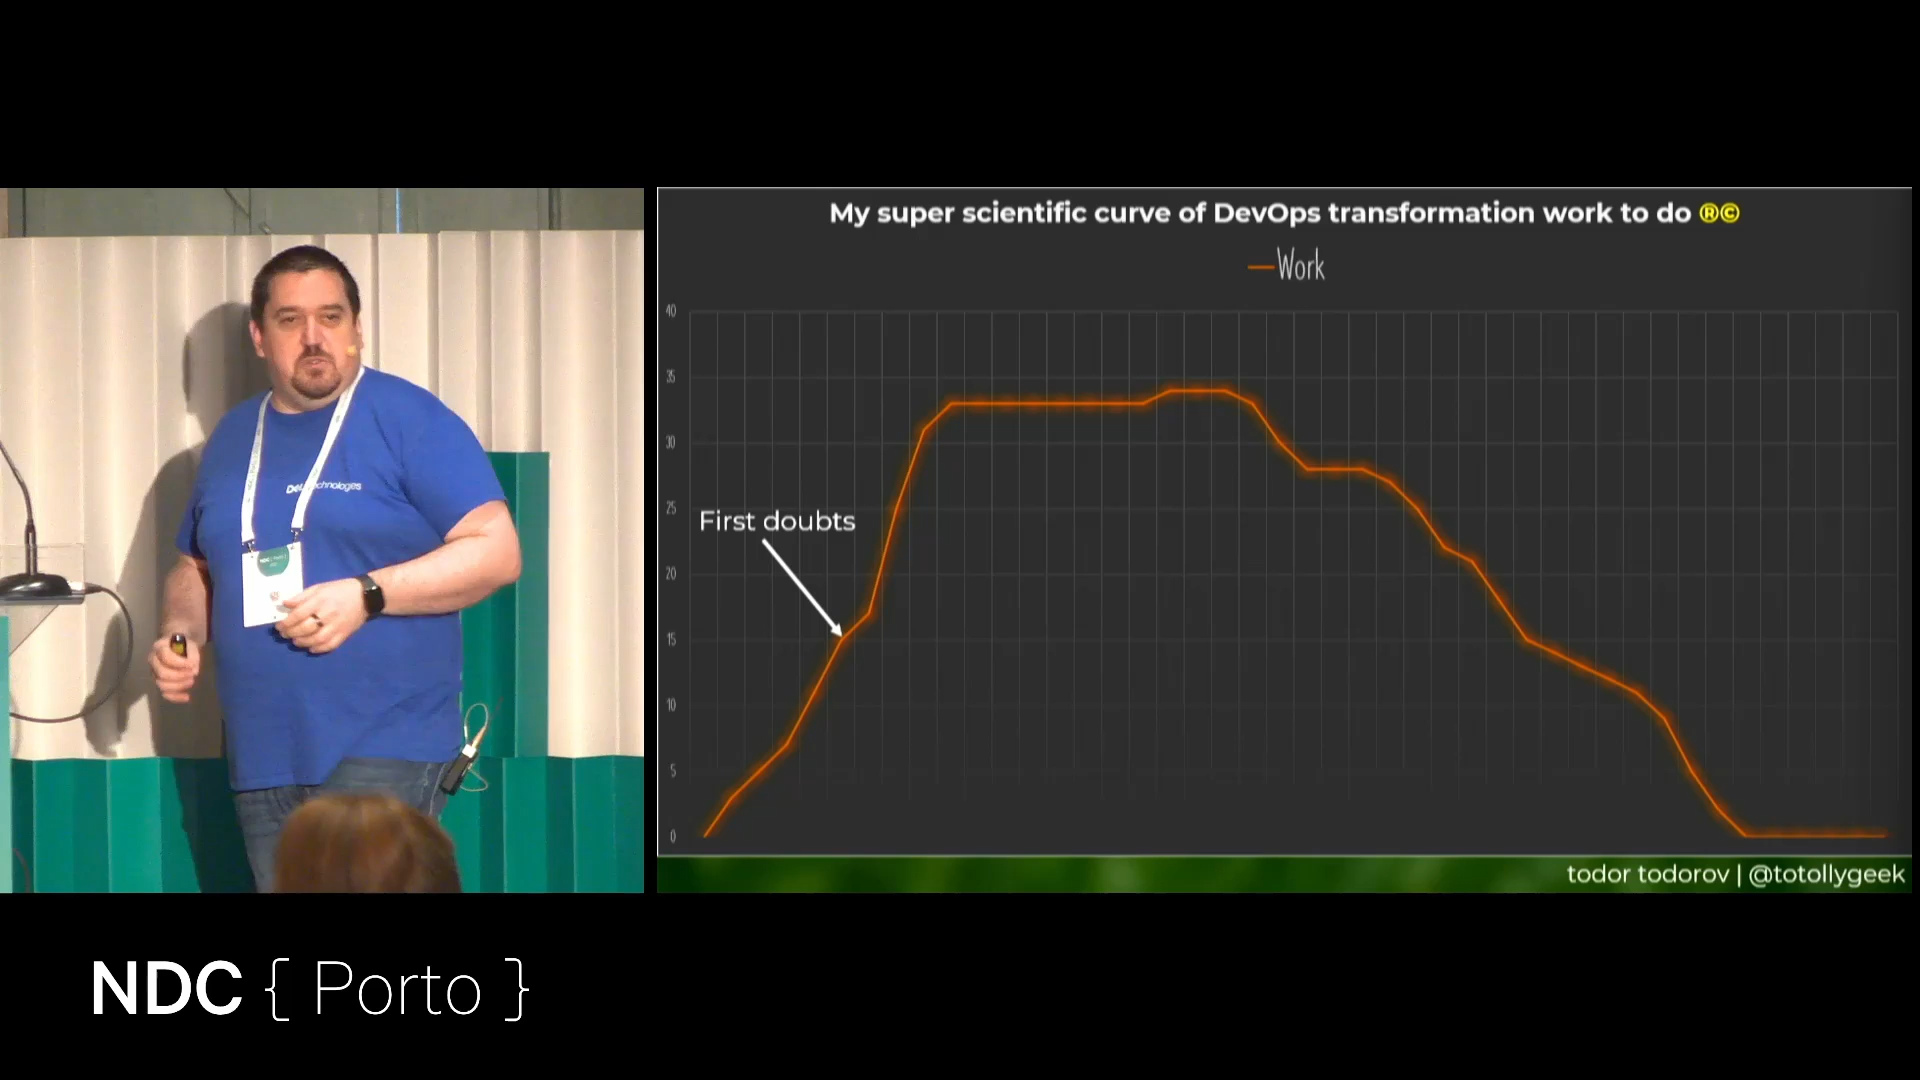 My super scientific curve of DevOps transformation work to do ®©
Work
40
35
30
25
First doubts
20
15
10
5
0
todor todorov | @totollygeek
NDC { Porto }